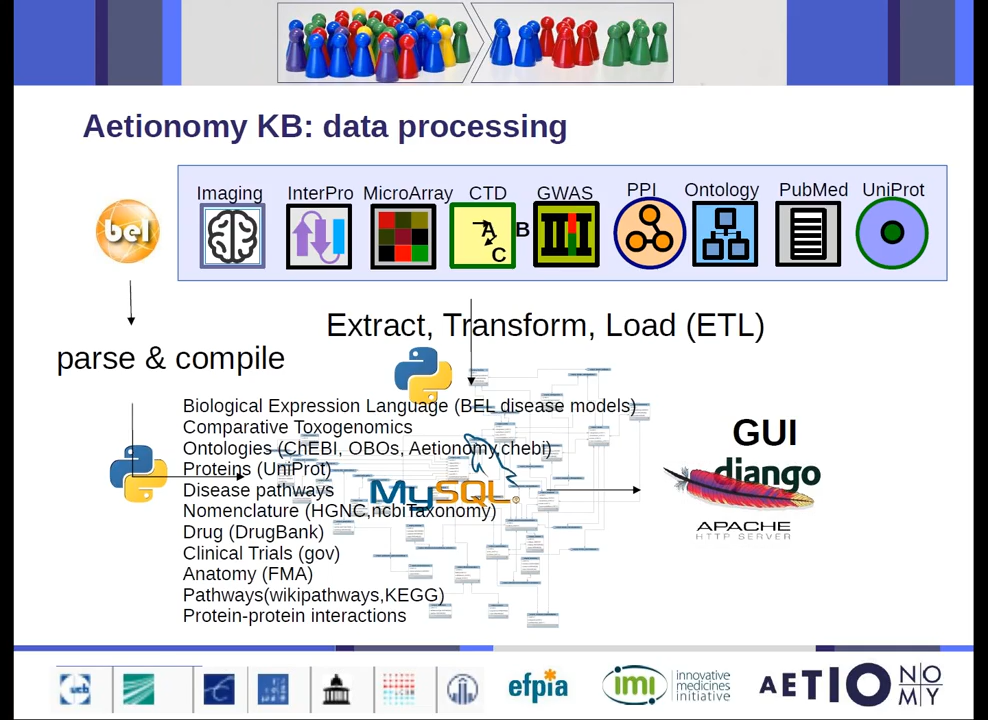 Aetionomy KB: data processing
Imaging InterPro MicroArray CTD GWAS PPI Ontology PubMed UniProt
bel
A B
C
Extract, Transform, Load (ETL)
parse & compile
Biological Expression Language (BEL disease models)
Comparative Toxogenomics
Ontologies (ChEBI, OBOs, Aetionomy,chebi)
Proteins (UniProt)
Disease pathways
Nomenclature (HGNC,ncbiTaxonomy)
Drug (DrugBank)
Clinical Trials (gov)
Anatomy (FMA)
Pathways(wikipathways,KEGG)
Protein-protein interactions
MySQL
GUI
django
APACHE
HTTP SERVER
ucb
efpia
imi
innovative
medicines
initiative
AETIONOMY